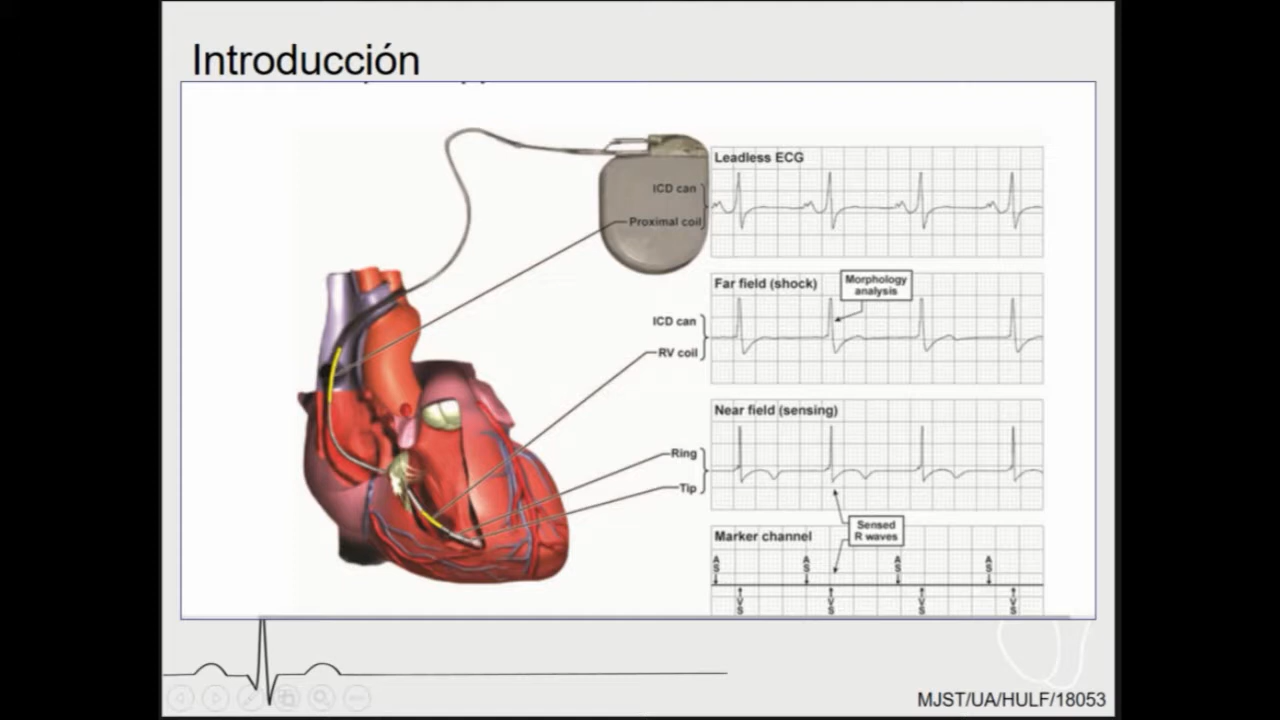 Introducción
Leadless ECG
ICD can
Proximal coil
Far field (shock)
Morphology
analysis
ICD can
RV coil
Near field (sensing)
Ring
Tip
Sensed
R waves
Marker channel
A
S
A
S
A
S
A
S
V
S
V
S
V
S
V
S
MJST/UA/HULF/18053